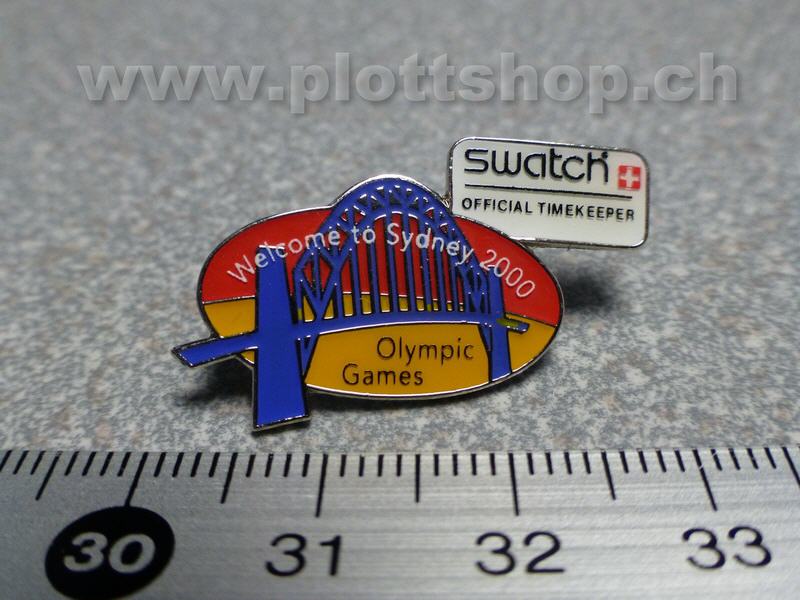 www.plottshop.ch
swatch
OFFICIAL TIMEKEEPER
Welcome to Sydney 2000
Olympic
Games
30 31 32 33